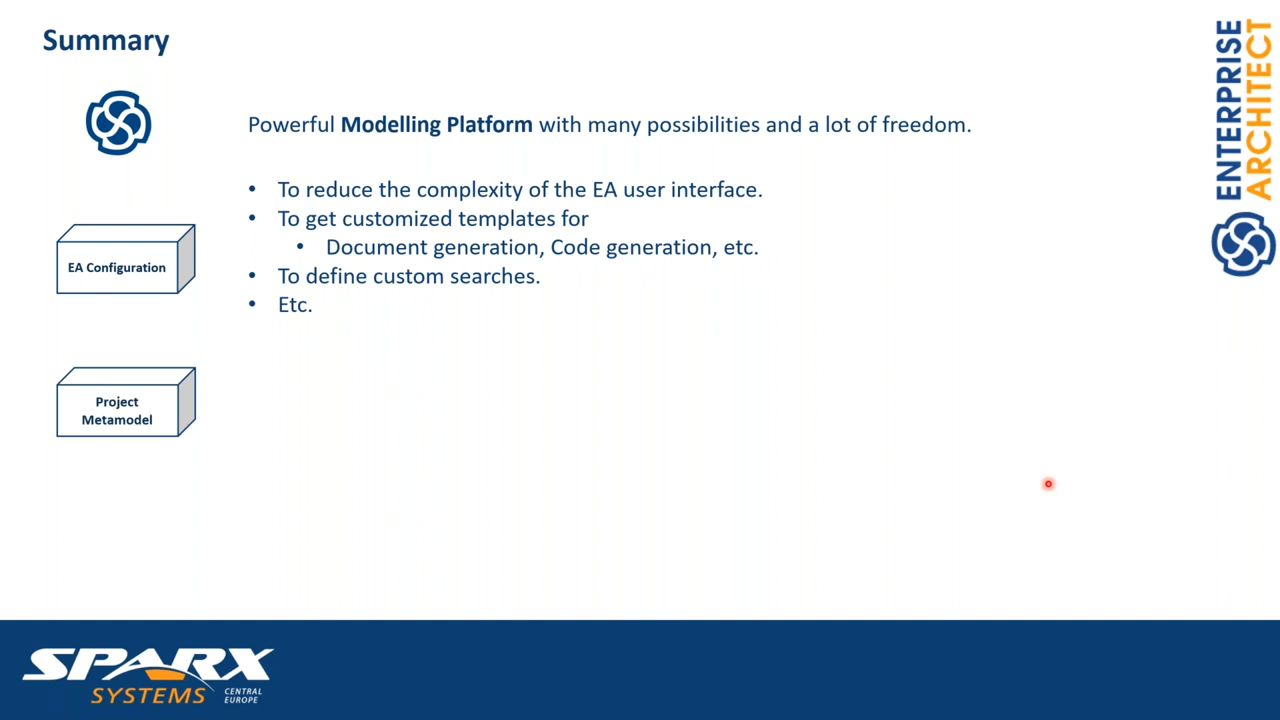 Summary
Powerful Modelling Platform with many possibilities and a lot of freedom.
• To reduce the complexity of the EA user interface.
• To get customized templates for
• Document generation, Code generation, etc.
• To define custom searches.
• Etc.
EA Configuration
Project
Metamodel
ENTERPRISE
ARCHITECT
SPARX
SYSTEMS
CENTRAL
EUROPE